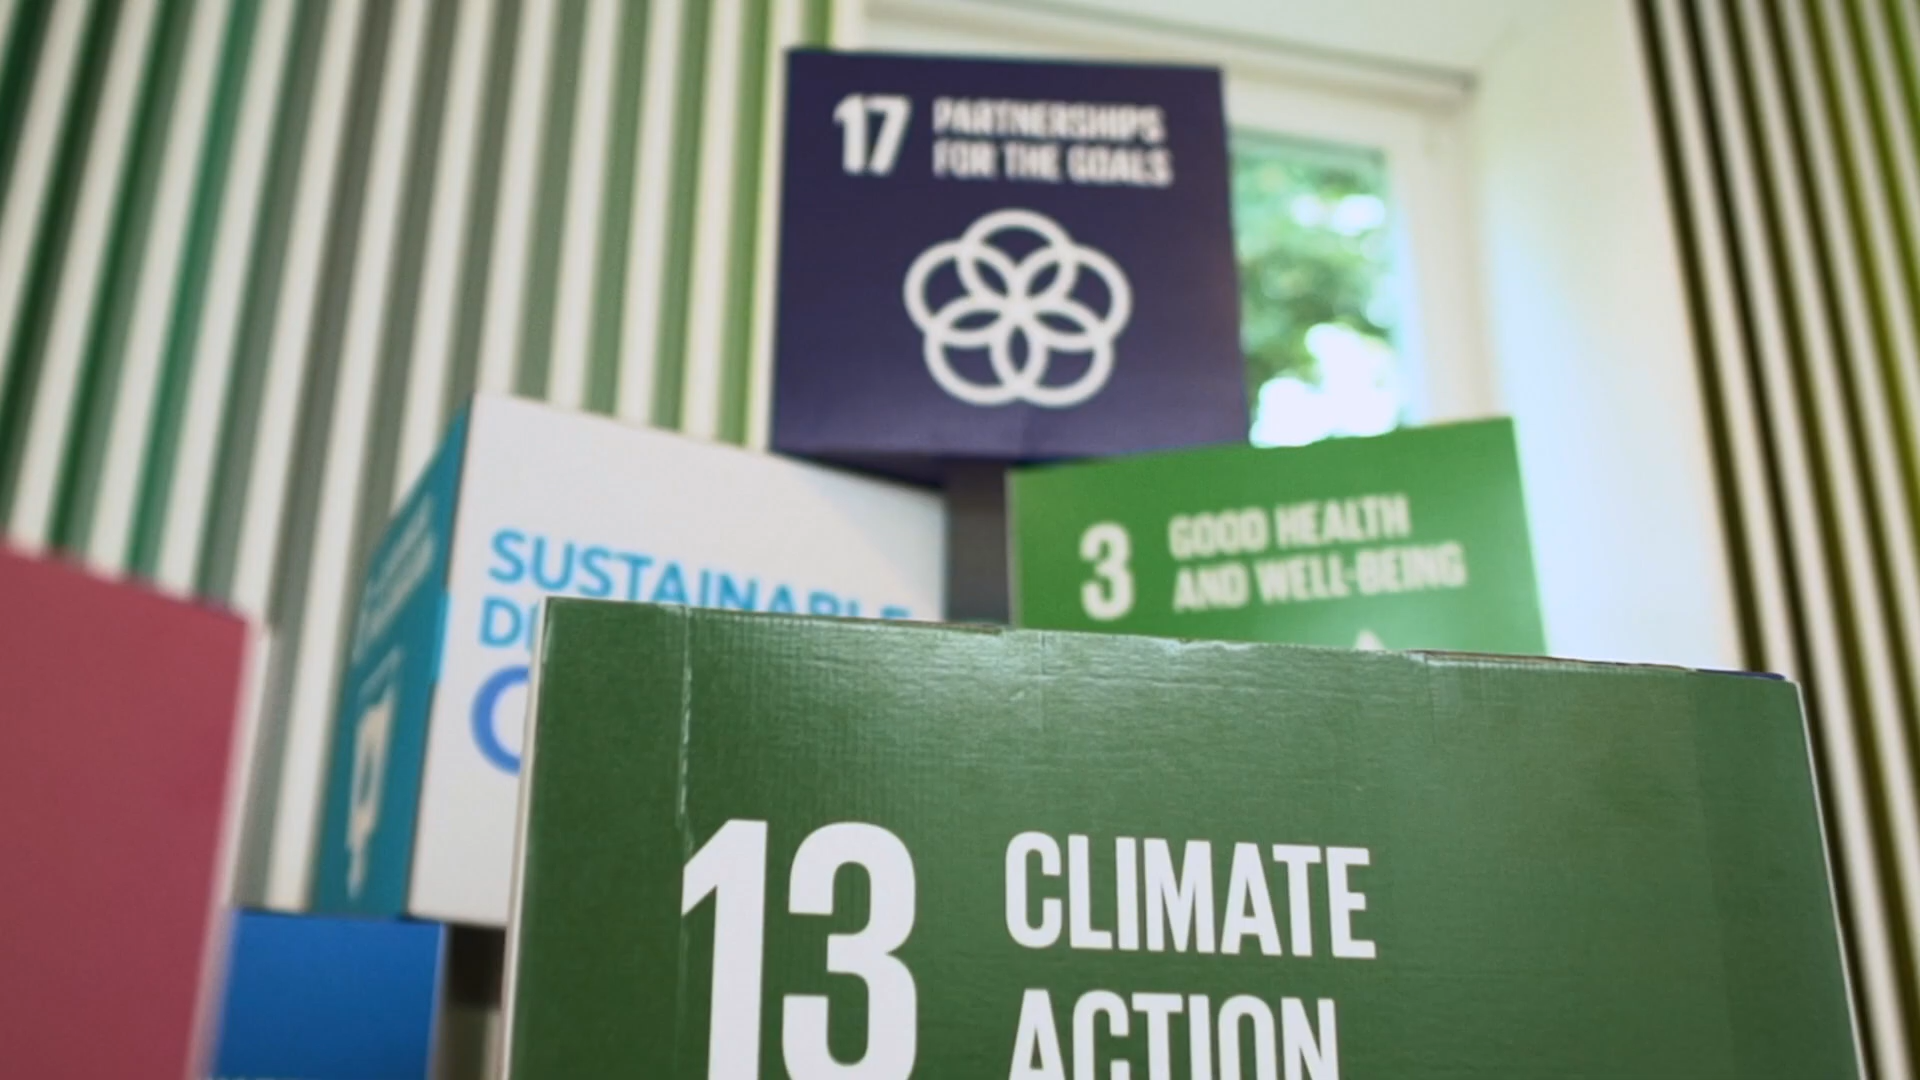 17 PARTNERSHIPS
FOR THE GOALS
3 GOOD HEALTH
AND WELL-BEING
SUSTAINABLE
13 CLIMATE
ACTION